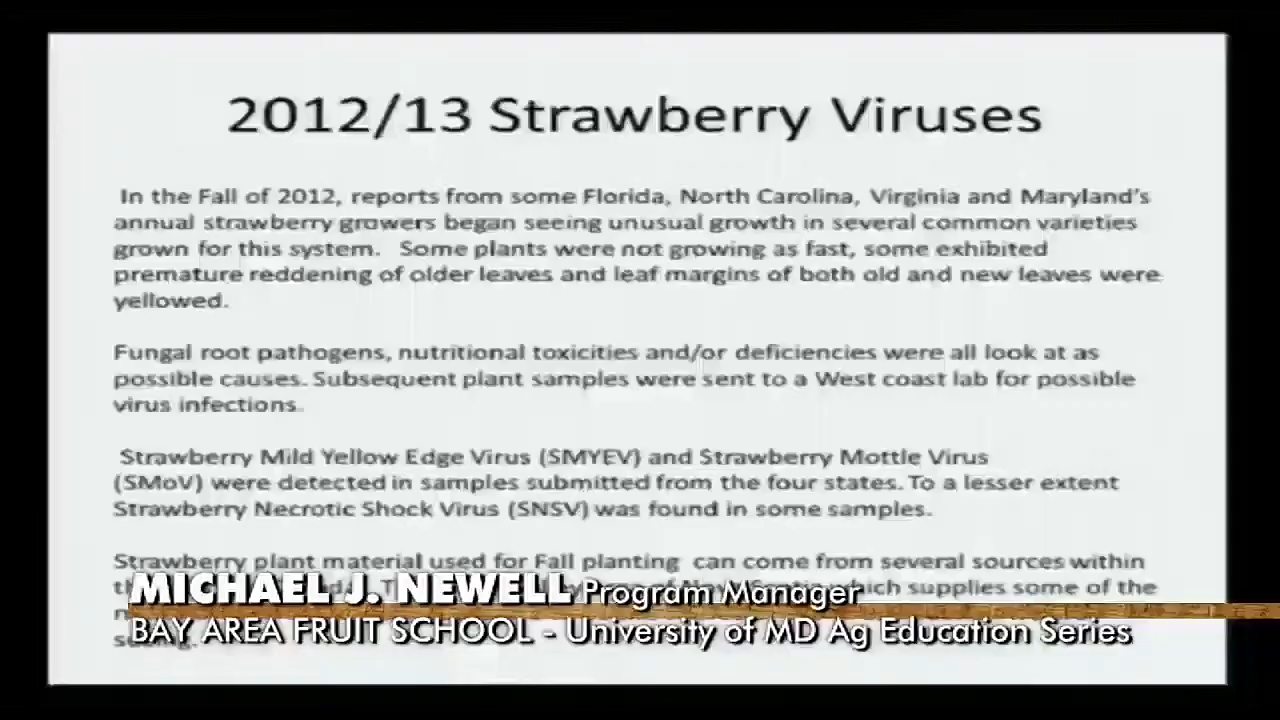 2012/13 Strawberry Viruses
In the Fall of 2012, reports from some Florida, North Carolina, Virginia and Maryland's
annual strawberry growers began seeing unusual growth in several common varieties
grown for this system. Some plants were not growing as fast, some exhibited
premature reddening of older leaves and leaf margins of both old and new leaves were
yellowed.
Fungal root pathogens, nutritional toxicities and/or deficiencies were all look at as
possible causes. Subsequent plant samples were sent to a West coast lab for possible
virus infections.
Strawberry Mild Yellow Edge Virus (SMYEV) and Strawberry Mottle Virus
(SMoV) were detected in samples submitted from the four states. To a lesser extent
Strawberry Necrotic Shock Virus (SNSV) was found in some samples.
Strawberry plant material used for Fall planting can come from several sources within
which supplies some of the
MICHAEL J. NEWELL Program Manager
BAY AREA FRUIT SCHOOL - University of MD Ag Education Series